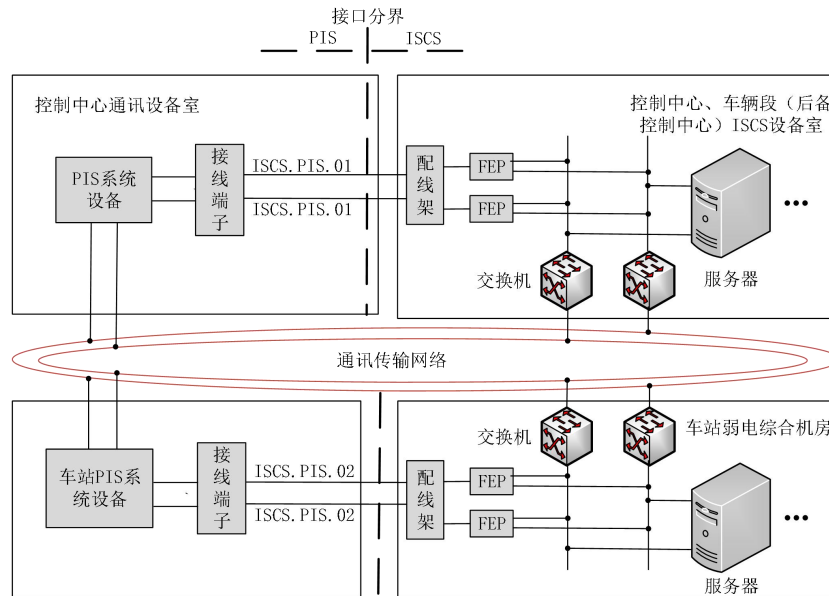 接口分界
PIS
ISCS
控制中心通讯设备室
控制中心、车辆段（后备
控制中心）ISCS设备室
PIS系统
设备
接线端子
ISCS.PIS.01
ISCS.PIS.01
配线架
FEP
FEP
交换机
服务器
通讯传输网络
车站PIS系
统设备
接线端子
ISCS.PIS.02
ISCS.PIS.02
配线架
FEP
FEP
交换机
车站弱电综合机房
服务器